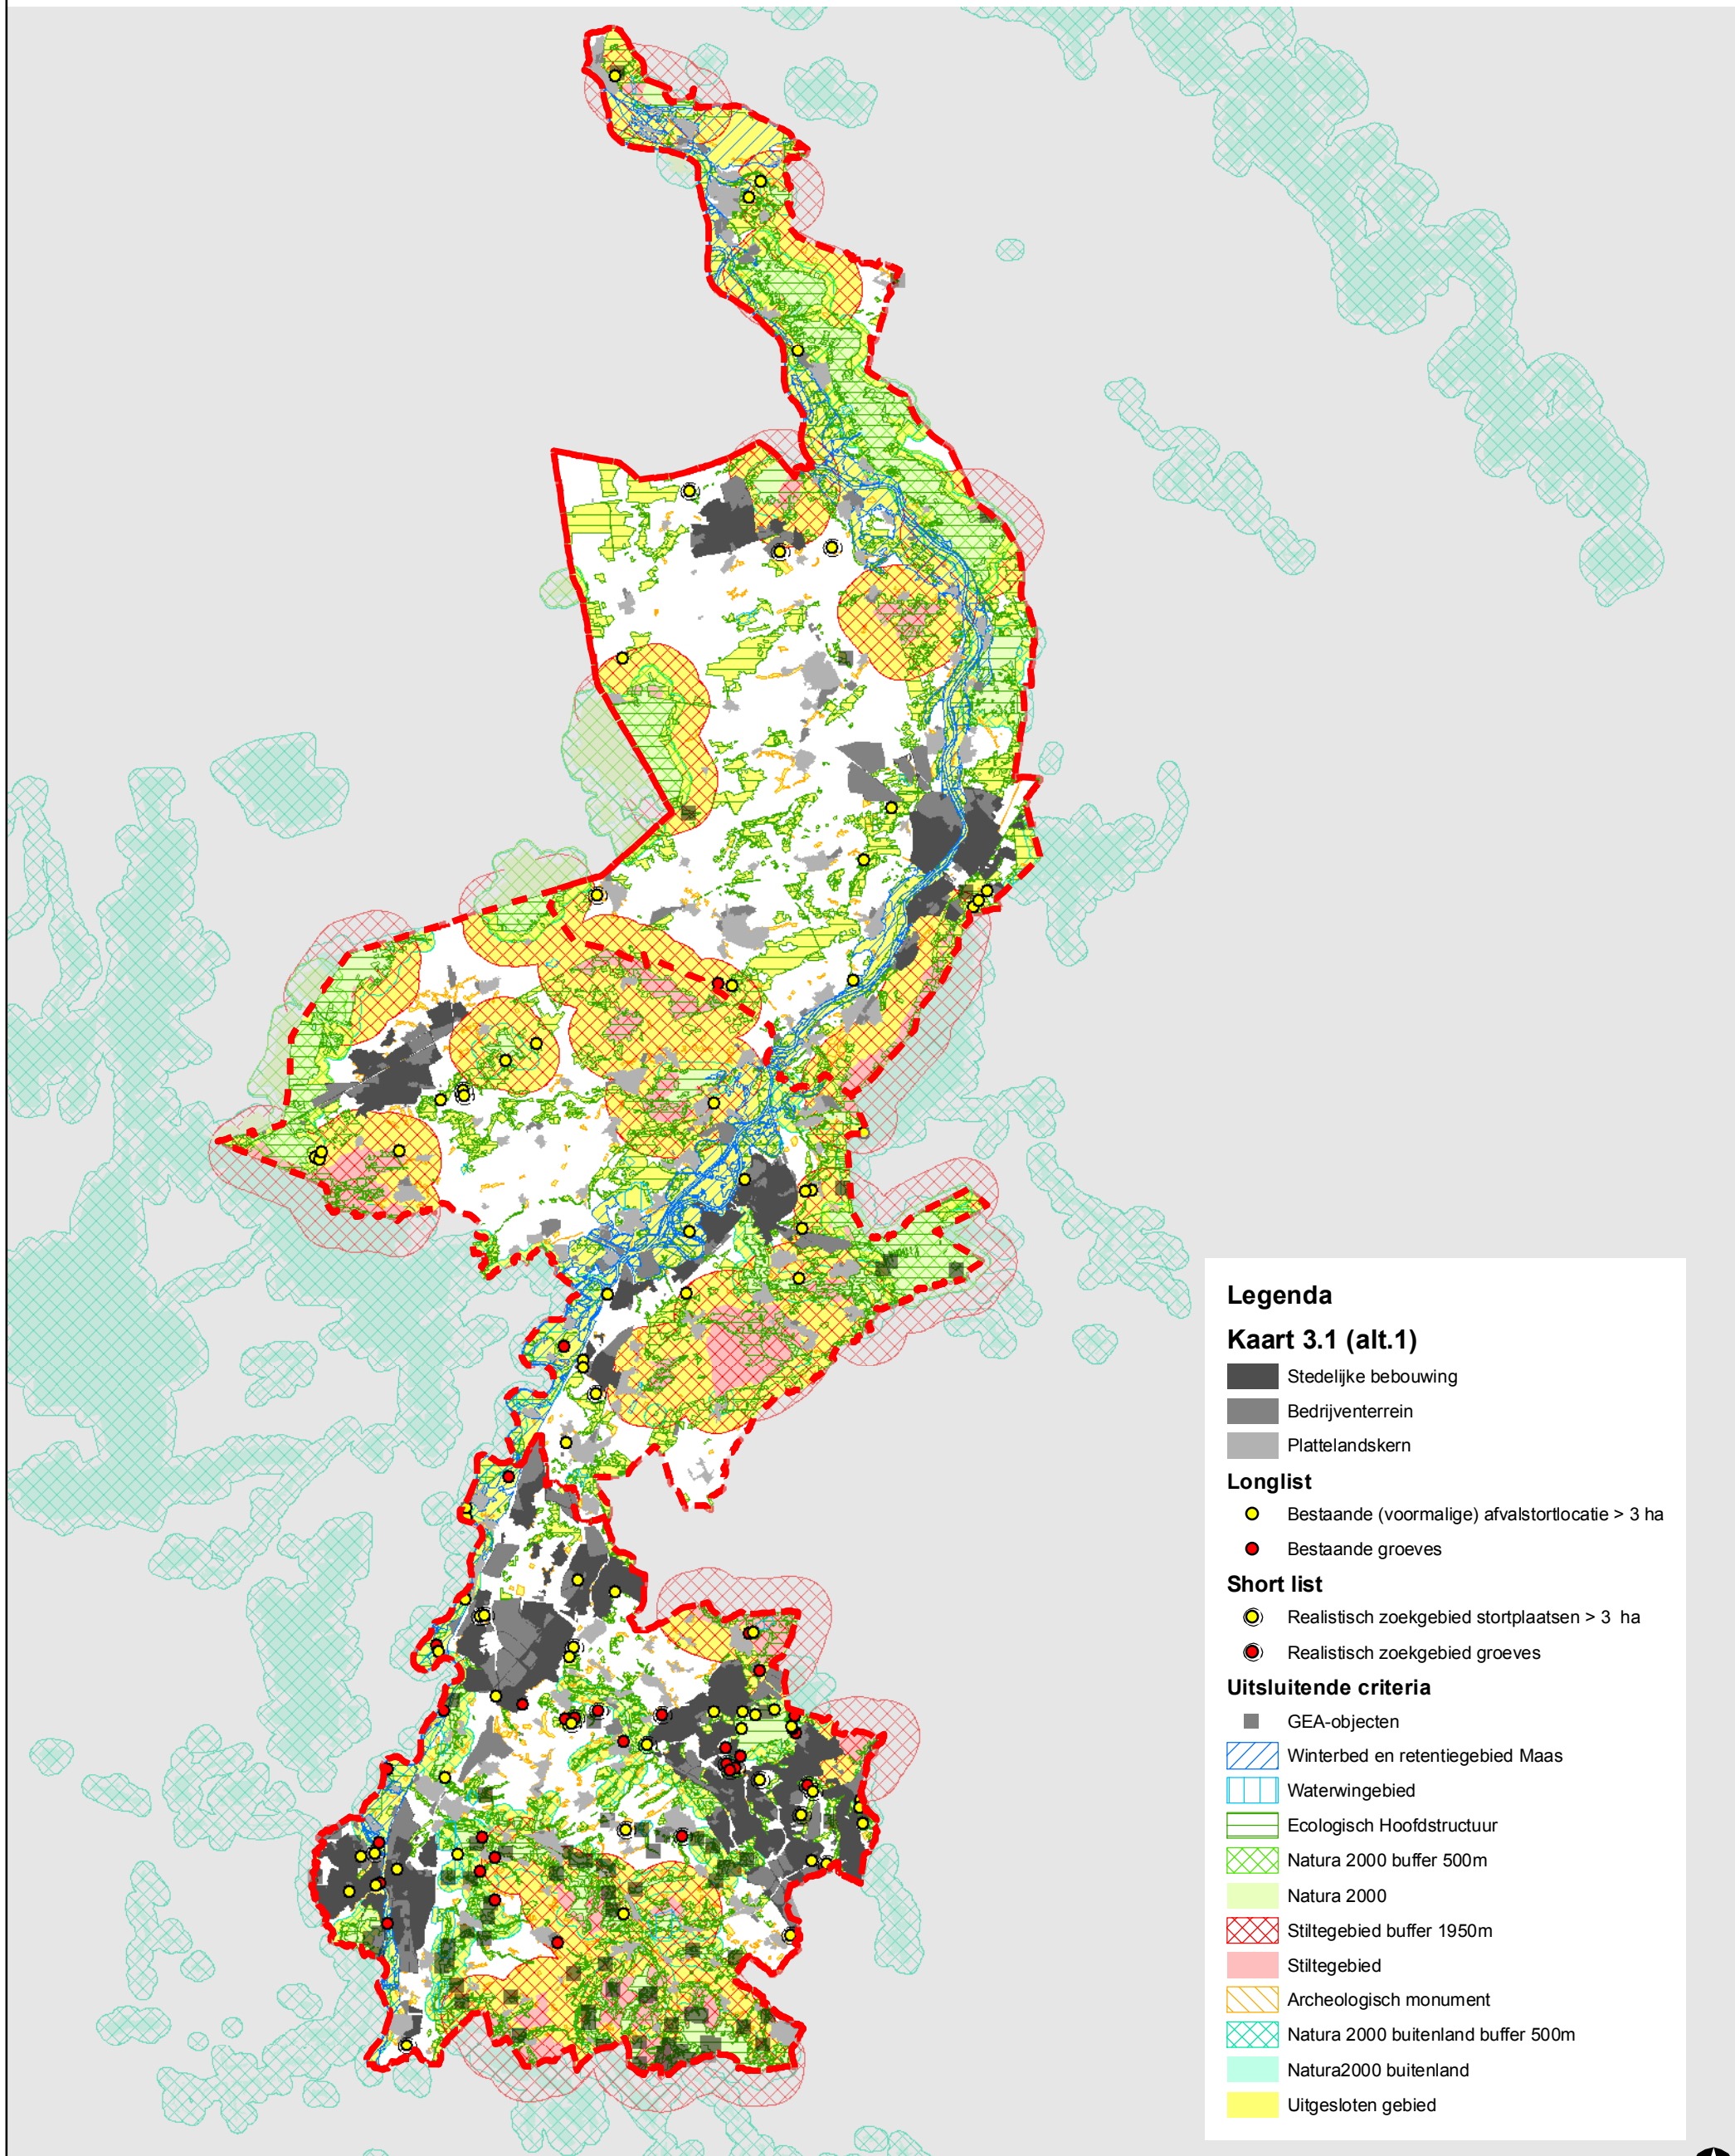 Legenda
Kaart 3.1 (alt.1)
Stedelijke bebouwing
Bedrijventerrein
Plattelandskern
Longlist
Bestaande (voormalige) afvalstortlocatie > 3 ha
Bestaande groeves
Short list
Realistisch zoekgebied stortplaatsen > 3 ha
Realistisch zoekgebied groeves
Uitsluitende criteria
GEA-objecten
Winterbed en retentiegebied Maas
Waterwingebied
Ecologisch Hoofdstructuur
Natura 2000 buffer 500m
Natura 2000
Stiltegebied buffer 1950m
Stiltegebied
Archeologisch monument
Natura 2000 buitenland buffer 500m
Natura2000 buitenland
Uitgesloten gebied